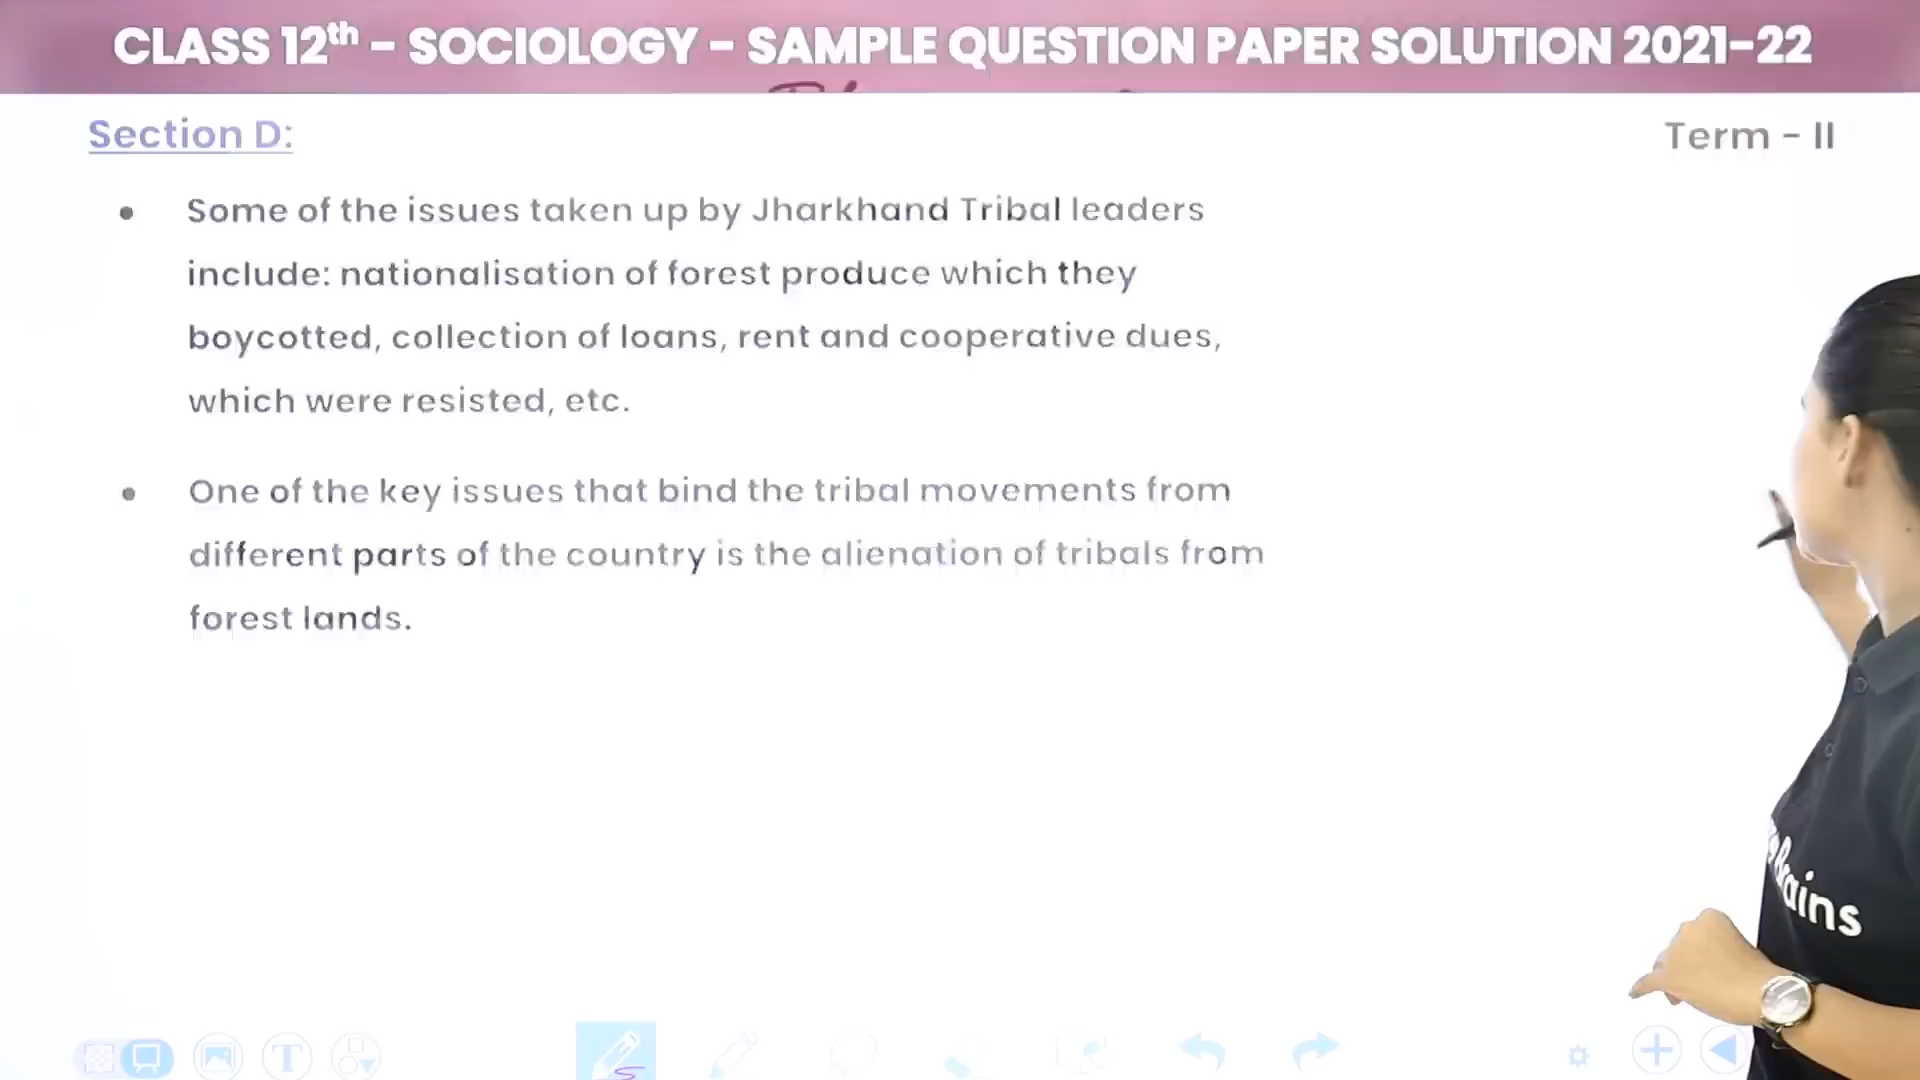 CLASS 12th - SOCIOLOGY - SAMPLE QUESTION PAPER SOLUTION 2021-22
Section D:
Term - II
• Some of the issues taken up by Jharkhand Tribal leaders
include: nationalisation of forest produce which they
boycotted, collection of loans, rent and cooperative dues,
which were resisted, etc.
• One of the key issues that bind the tribal movements from
different parts of the country is the alienation of tribals from
forest lands.
Brains
T